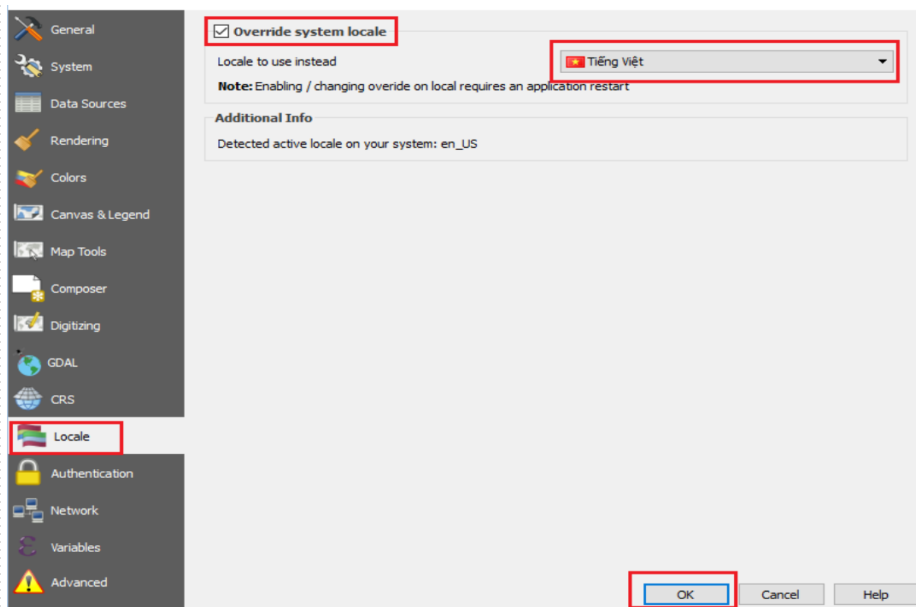 General
System
Data Sources
Rendering
Colors
Canvas & Legend
Map Tools
Composer
Digitizing
GDAL
CRS
Locale
Authentication
Network
Variables
Advanced
Override system locale
Locale to use instead
Tiếng Việt
Note: Enabling / changing overide on local requires an application restart
Additional Info
Detected active locale on your system: en_US
OK
Cancel
Help